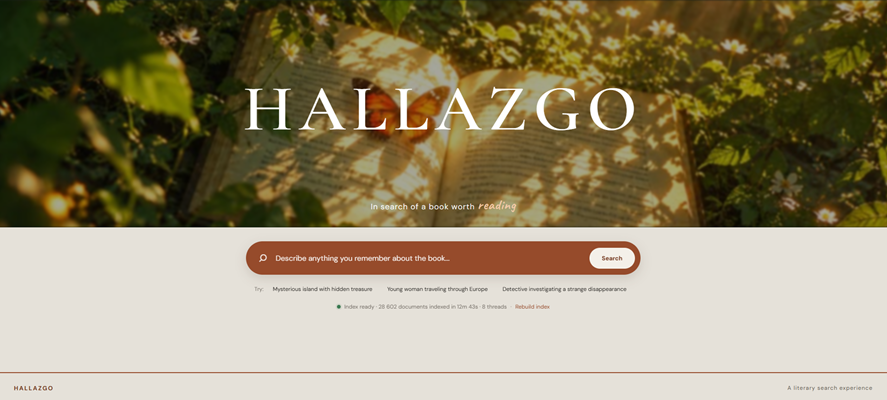 HALLAZGO
In search of a book worth reading
Describe anything you remember about the book...
Search
Try: Mysterious island with hidden treasure Young woman traveling through Europe Detective investigating a strange disappearance
Index ready · 26 602 documents indexed in 12m 43s · 8 threads · Rebuild index
HALLAZGO
A literary search experience